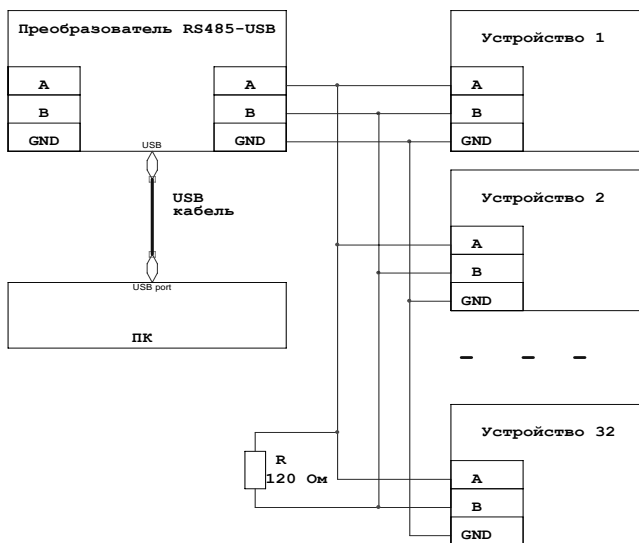 Преобразователь RS485-USB
A
B
GND
A
B
GND
USB
USB
кабель
USB port
ПК
Устройство 1
A
B
GND
Устройство 2
A
B
GND
R
120 Ом
Устройство 32
A
B
GND